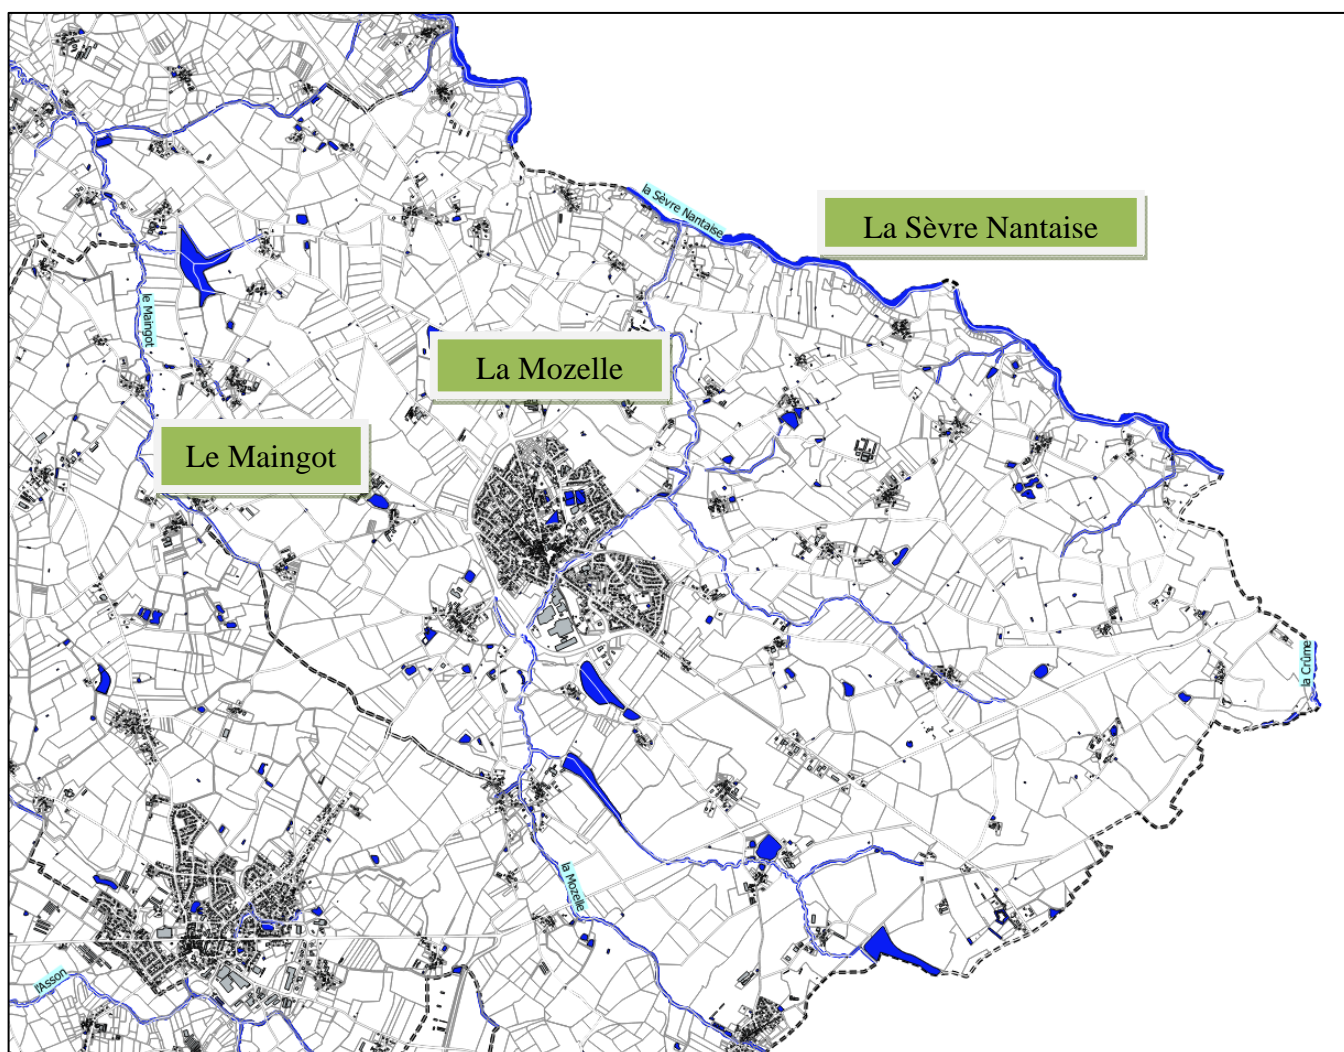 la Sèvre Nantaise
La Sèvre Nantaise
le Maingot
La Mozelle
Le Maingot
la Crûme
la Mozelle
l'Asson